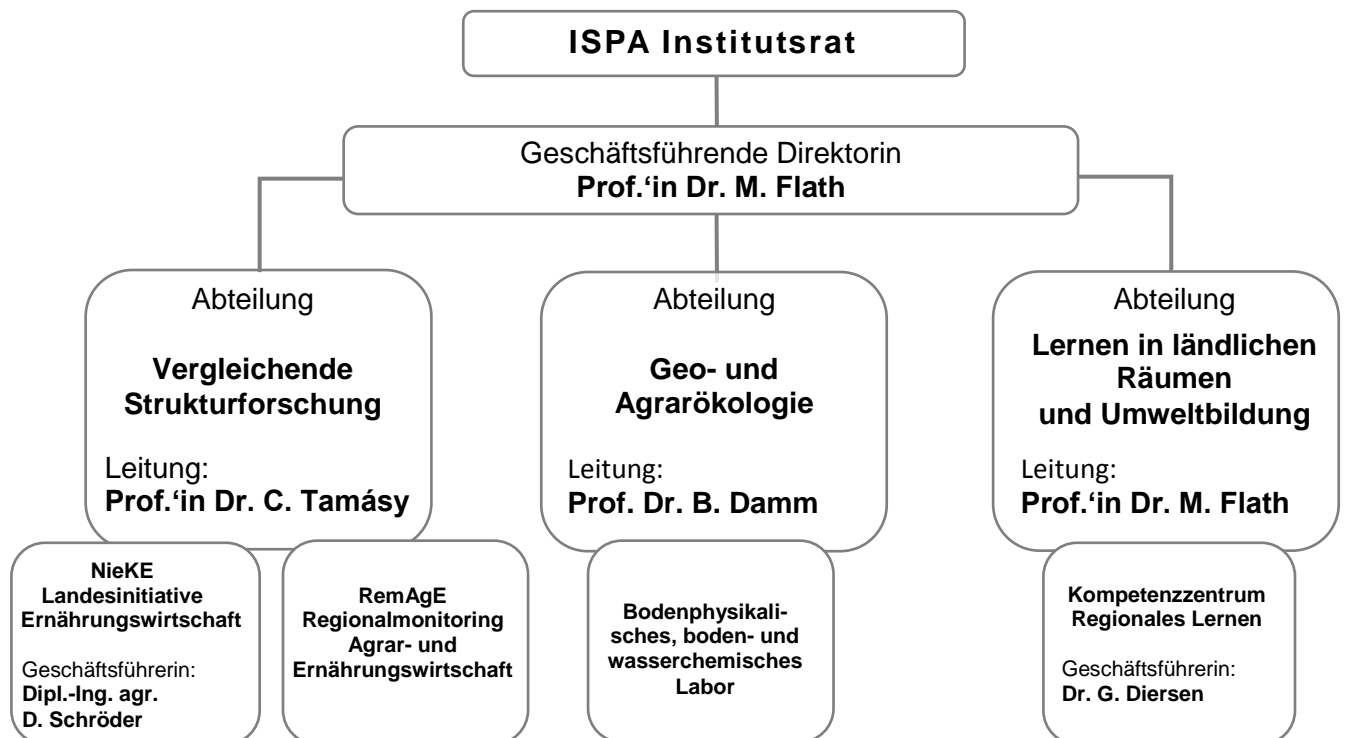 ISPA Institutsrat
Geschäftsführende Direktorin
Prof.‘in Dr. M. Flath
Abteilung
Vergleichende
Strukturforschung
Leitung:
Prof.‘in Dr. C. Tamásy
NieKE
Landesinitiative
Ernährungswirtschaft
Geschäftsführerin:
Dipl.-Ing. agr.
D. Schröder
RemAgE
Regionalmonitoring
Agrar- und
Ernährungswirtschaft
Abteilung
Geo- und
Agrarökologie
Leitung:
Prof. Dr. B. Damm
Bodenphysikali-
sches, boden- und
wasserchemisches
Labor
Abteilung
Lernen in ländlichen
Räumen
und Umweltbildung
Leitung:
Prof.‘in Dr. M. Flath
Kompetenzzentrum
Regionales Lernen
Geschäftsführerin:
Dr. G. Diersen